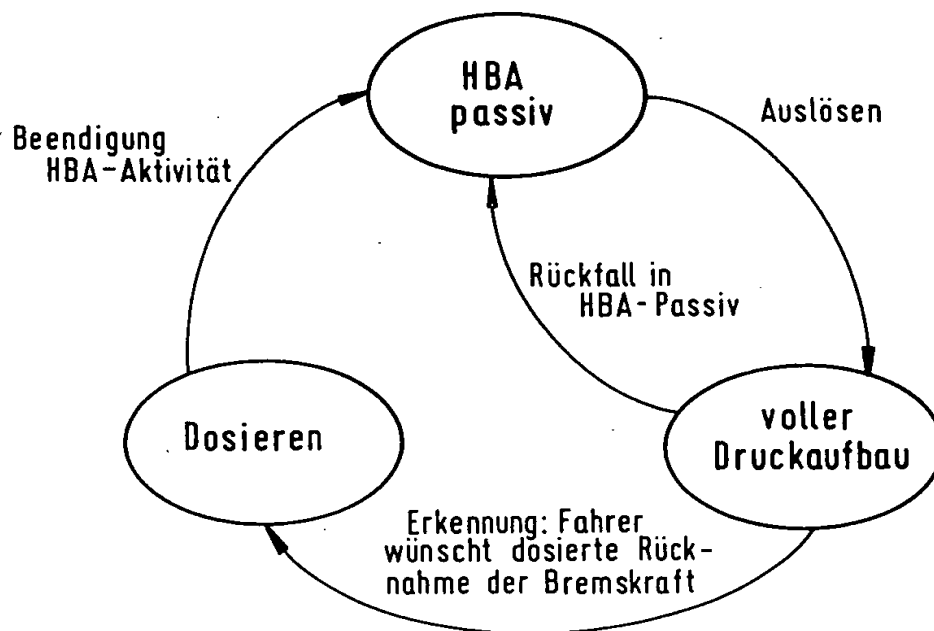 HBA
passiv
Auslösen
Beendigung
HBA-Aktivität
Rückfall in
HBA-Passiv
Dosieren
voller
Druckaufbau
Erkennung: Fahrer
wünscht dosierte Rück-
nahme der Bremskraft